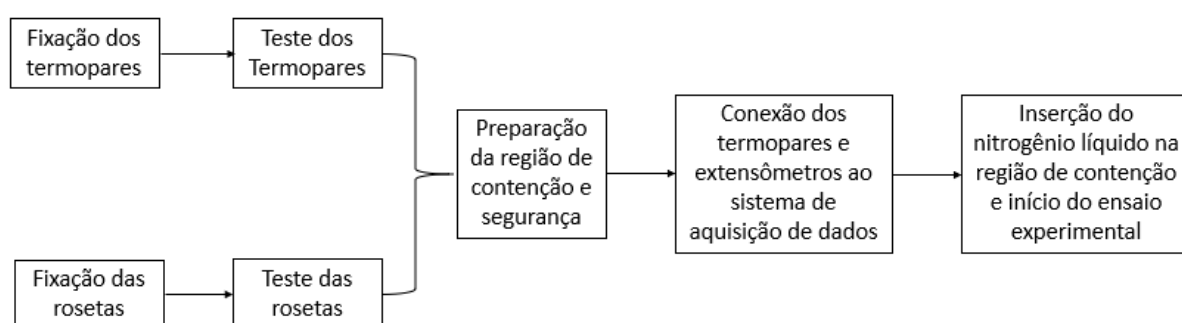 Fixação dos
termopares
Teste dos
Termopares
Fixação das
rosetas
Teste das
rosetas
Preparação
da região de
contenção e
segurança
Conexão dos
termopares e
extensômetros ao
sistema de
aquisição de dados
Inserção do
nitrogênio líquido na
região de contenção
e início do ensaio
experimental